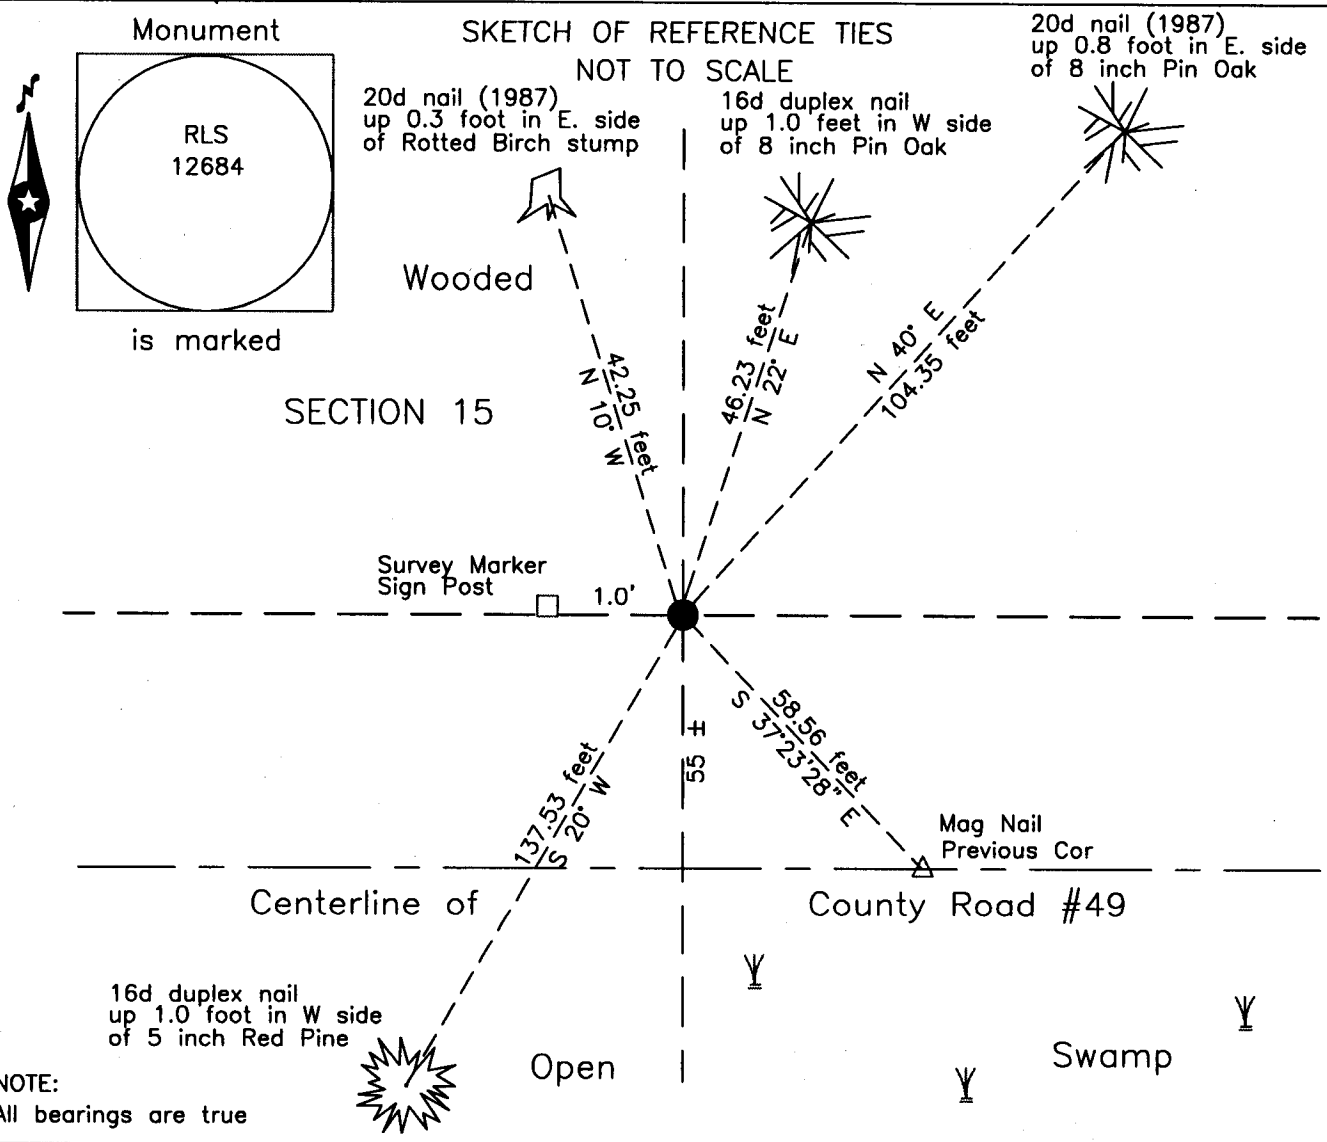 Monument
SKETCH OF REFERENCE TIES
NOT TO SCALE
20d nail (1987)
up 0.8 foot in E. side
of 8 inch Pin Oak
N
RLS
12684
is marked
20d nail (1987)
up 0.3 foot in E. side
of Rotted Birch stump
16d duplex nail
up 1.0 feet in W side
of 8 inch Pin Oak
Wooded
SECTION 15
42.25 feet
N 10° W
46.23 feet
N 22° E
N 40° E
104.35 feet
Survey Marker
Sign Post
1.0'
58.56 feet
S 37°23'28" E
55 ±
137.53 feet
S 20° W
Mag Nail
Previous Cor
Centerline of
County Road #49
16d duplex nail
up 1.0 foot in W side
of 5 inch Red Pine
Open
Swamp
NOTE:
All bearings are true